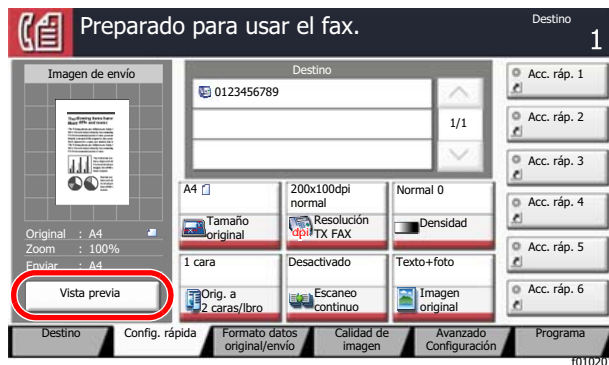 Preparado para usar el fax.
Destino
1
Imagen de envío
Original : A4
Zoom : 100%
Enviar : A4
Vista previa
Destino
0123456789
1/1
A4
Tamaño
original
200x100dpi
normal
dpi
Resolución
TX FAX
Normal 0
Densidad
1 cara
Orig. a
2 caras/lbro
Desactivado
Escaneo
continuo
Texto+foto
Imagen
original
Acc. ráp. 1
Acc. ráp. 2
Acc. ráp. 3
Acc. ráp. 4
Acc. ráp. 5
Acc. ráp. 6
Destino
Config. rápida
Formato datos
original/envío
Calidad de
imagen
Avanzado
Configuración
Programa
f01020